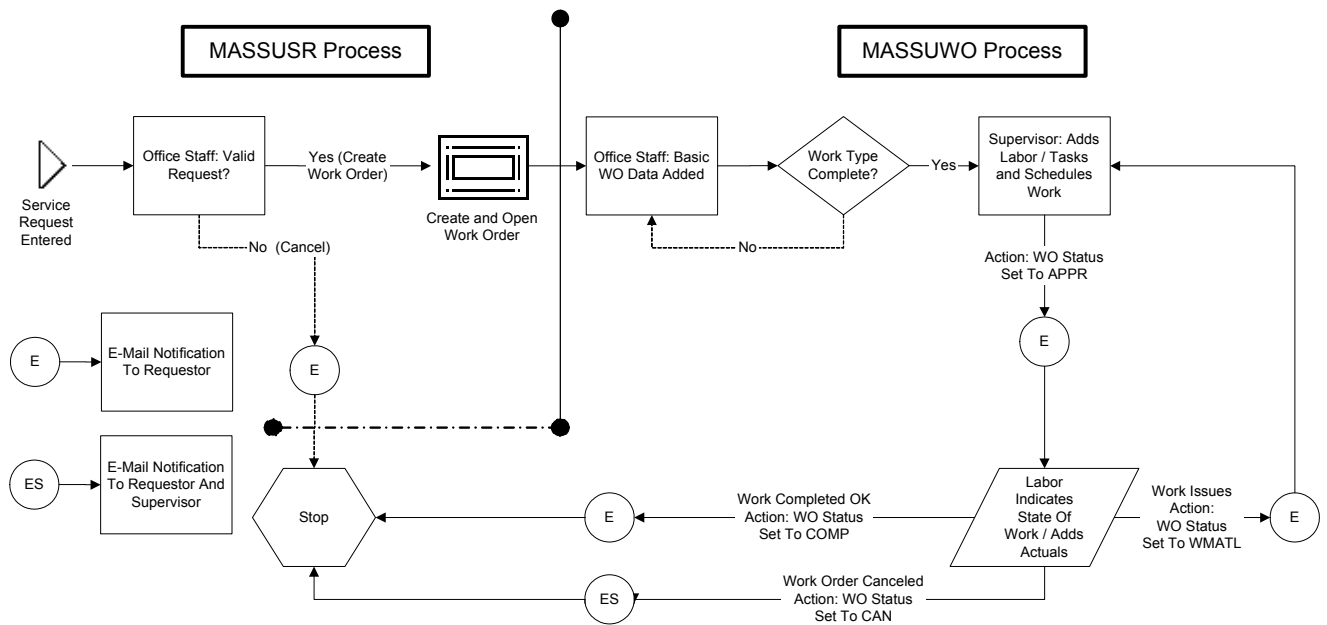 MASSUSR Process
MASSUWO Process
Service
Request
Entered
Office Staff: Valid
Request?
Yes (Create
Work Order)
Create and Open
Work Order
No (Cancel)
Office Staff: Basic
WO Data Added
Work Type
Complete?
No
Yes
Supervisor: Adds
Labor / Tasks
and Schedules
Work
Action: WO Status
Set To APPR
E
E
E-Mail Notification
To Requestor
E
ES
E-Mail Notification
To Requestor And
Supervisor
Stop
E
Work Completed OK
Action: WO Status
Set To COMP
Labor
Indicates
State Of
Work / Adds
Actuals
Work Issues
Action:
WO Status
Set To WMATL
E
ES
Work Order Canceled
Action: WO Status
Set To CAN